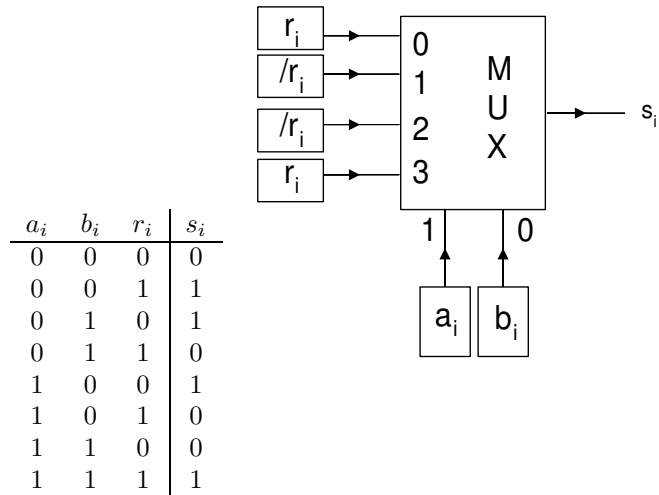 r_i
0
/r_i
1
/r_i
2
r_i
3
M
U
X
s_i
1
0
a_i
b_i
a_i b_i r_i s_i
0 0 0 0
0 0 1 1
0 1 0 1
0 1 1 0
1 0 0 1
1 0 1 0
1 1 0 0
1 1 1 1